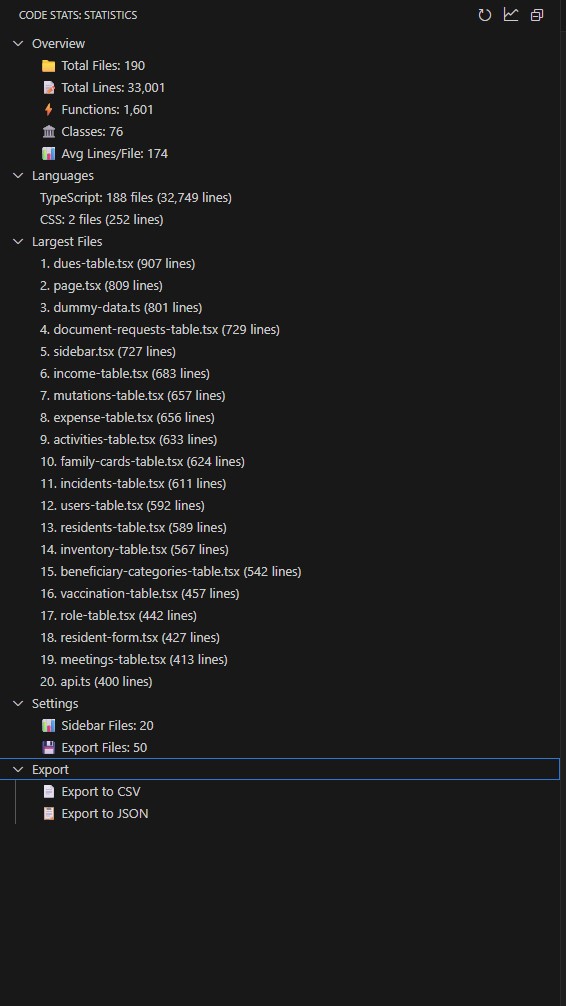 CODE STATS: STATISTICS
Overview
Total Files: 190
Total Lines: 33,001
Functions: 1,601
Classes: 76
Avg Lines/File: 174
Languages
TypeScript: 188 files (32,749 lines)
CSS: 2 files (252 lines)
Largest Files
1. dues-table.tsx (907 lines)
2. page.tsx (809 lines)
3. dummy-data.ts (801 lines)
4. document-requests-table.tsx (729 lines)
5. sidebar.tsx (727 lines)
6. income-table.tsx (683 lines)
7. mutations-table.tsx (657 lines)
8. expense-table.tsx (656 lines)
9. activities-table.tsx (633 lines)
10. family-cards-table.tsx (624 lines)
11. incidents-table.tsx (611 lines)
12. users-table.tsx (592 lines)
13. residents-table.tsx (589 lines)
14. inventory-table.tsx (567 lines)
15. beneficiary-categories-table.tsx (542 lines)
16. vaccination-table.tsx (457 lines)
17. role-table.tsx (442 lines)
18. resident-form.tsx (427 lines)
19. meetings-table.tsx (413 lines)
20. api.ts (400 lines)
Settings
Sidebar Files: 20
Export Files: 50
Export
Export to CSV
Export to JSON